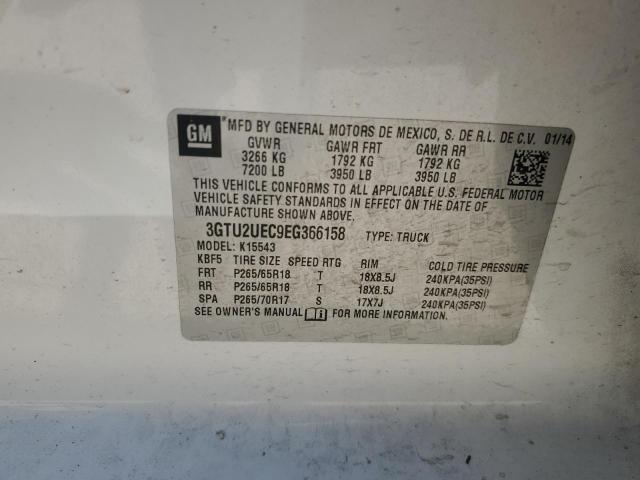 GM *MFD BY GENERAL MOTORS DE MEXICO, S. DE R.L. DE C.V. 01/14
GVWR GAWR FRT GAWR RR
3266 KG 1792 KG 1792 KG
7200 LB 3950 LB 3950 LB
THIS VEHICLE CONFORMS TO ALL APPLICABLE U.S. FEDERAL MOTOR
VEHICLE SAFETY STANDARDS IN EFFECT ON THE DATE OF
MANUFACTURE SHOWN ABOVE.
3GTU2UEC9EG366158 TYPE: TRUCK
MODEL: K15543
KBF5 TIRE SIZE SPEED RTG RIM COLD TIRE PRESSURE
FRT P265/65R18 T 18X8.5J 240KPA(35PSI)
RR P265/65R18 T 18X8.5J 240KPA(35PSI)
SPA P265/70R17 S 17X7J 240KPA(35PSI)
SEE OWNER'S MANUAL FOR MORE INFORMATION.